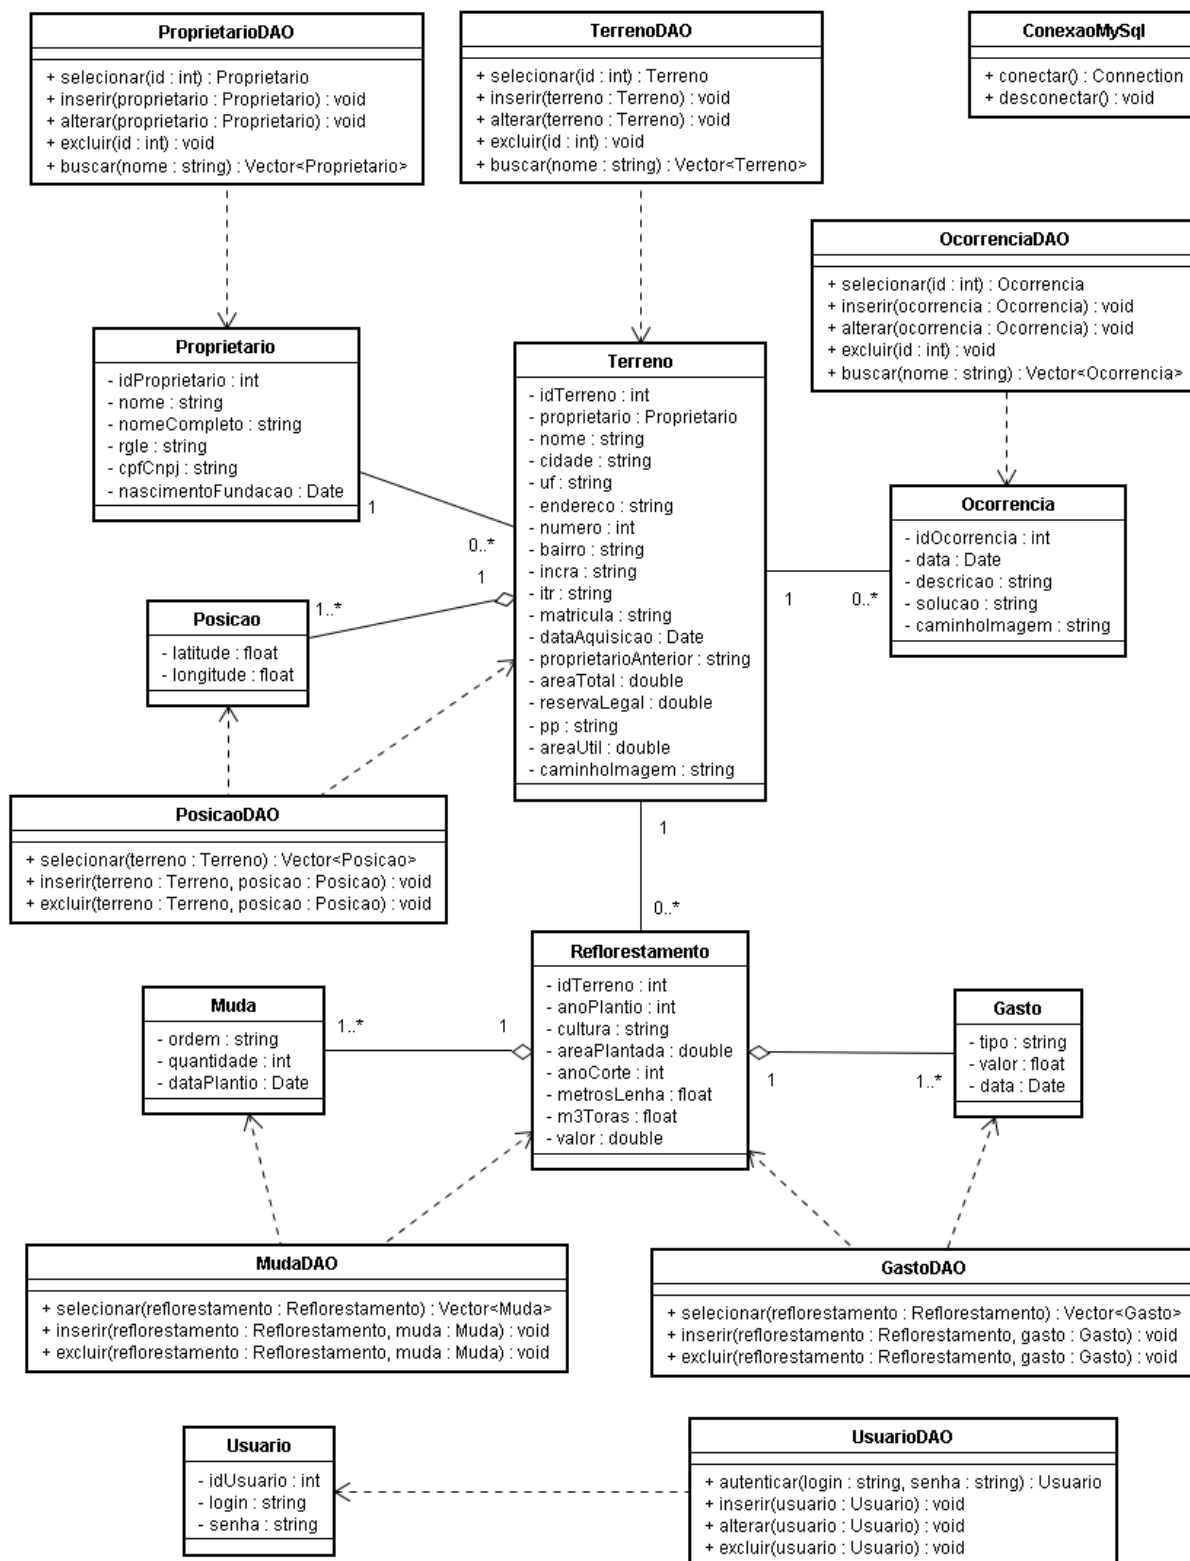 ProprietarioDAO
+ selecionar(id : int) : Proprietario
+ inserir(proprietario : Proprietario) : void
+ alterar(proprietario : Proprietario) : void
+ excluir(id : int) : void
+ buscar(nome : string) : Vector<Proprietario>
TerrenoDAO
+ selecionar(id : int) : Terreno
+ inserir(terreno : Terreno) : void
+ alterar(terreno : Terreno) : void
+ excluir(id : int) : void
+ buscar(nome : string) : Vector<Terreno>
ConexaoMySql
+ conectar() : Connection
+ desconectar() : void
OcorrenciaDAO
+ selecionar(id : int) : Ocorrencia
+ inserir(ocorrencia : Ocorrencia) : void
+ alterar(ocorrencia : Ocorrencia) : void
+ excluir(id : int) : void
+ buscar(nome : string) : Vector<Ocorrencia>
Proprietario
- idProprietario : int
- nome : string
- nomeCompleto : string
- rgIe : string
- cpfCnpj : string
- nascimentoFundacao : Date
1
0..*
Terreno
- idTerreno : int
- proprietario : Proprietario
- nome : string
- cidade : string
- uf : string
- endereco : string
- numero : int
- bairro : string
- incra : string
- itr : string
- matricula : string
- dataAquisicao : Date
- proprietarioAnterior : string
- areaTotal : double
- reservaLegal : double
- pp : string
- areaUtil : double
- caminhoImagem : string
Ocorrencia
- idOcorrencia : int
- data : Date
- descricao : string
- solucao : string
- caminhoImagem : string
1
0..*
1
1..*
Posicao
- latitude : float
- longitude : float
PosicaoDAO
+ selecionar(terreno : Terreno) : Vector<Posicao>
+ inserir(terreno : Terreno, posicao : Posicao) : void
+ excluir(terreno : Terreno, posicao : Posicao) : void
1
0..*
Reflorestamento
- idTerreno : int
- anoPlantio : int
- cultura : string
- areaPlantada : double
- anoCorte : int
- metrosLenha : float
- m3Toras : float
- valor : double
Muda
- ordem : string
- quantidade : int
- dataPlantio : Date
1..*
1
Gasto
- tipo : string
- valor : float
- data : Date
1
1..*
MudaDAO
+ selecionar(reflorestamento : Reflorestamento) : Vector<Muda>
+ inserir(reflorestamento : Reflorestamento, muda : Muda) : void
+ excluir(reflorestamento : Reflorestamento, muda : Muda) : void
GastoDAO
+ selecionar(reflorestamento : Reflorestamento) : Vector<Gasto>
+ inserir(reflorestamento : Reflorestamento, gasto : Gasto) : void
+ excluir(reflorestamento : Reflorestamento, gasto : Gasto) : void
Usuario
- idUsuario : int
- login : string
- senha : string
UsuarioDAO
+ autenticar(login : string, senha : string) : Usuario
+ inserir(usuario : Usuario) : void
+ alterar(usuario : Usuario) : void
+ excluir(usuario : Usuario) : void